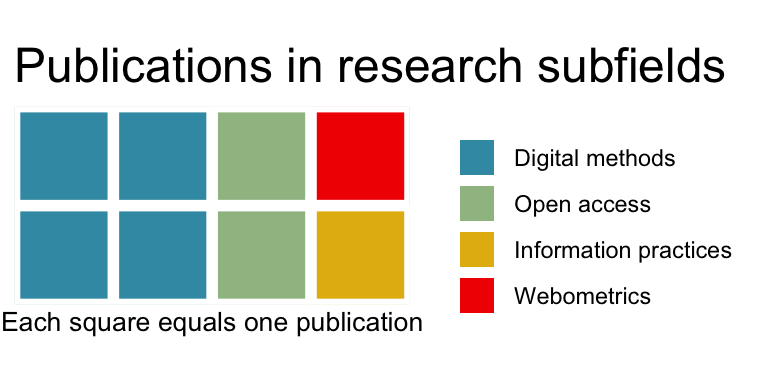 Publications in research subfields
Digital methods
Open access
Information practices
Webometrics
Each square equals one publication